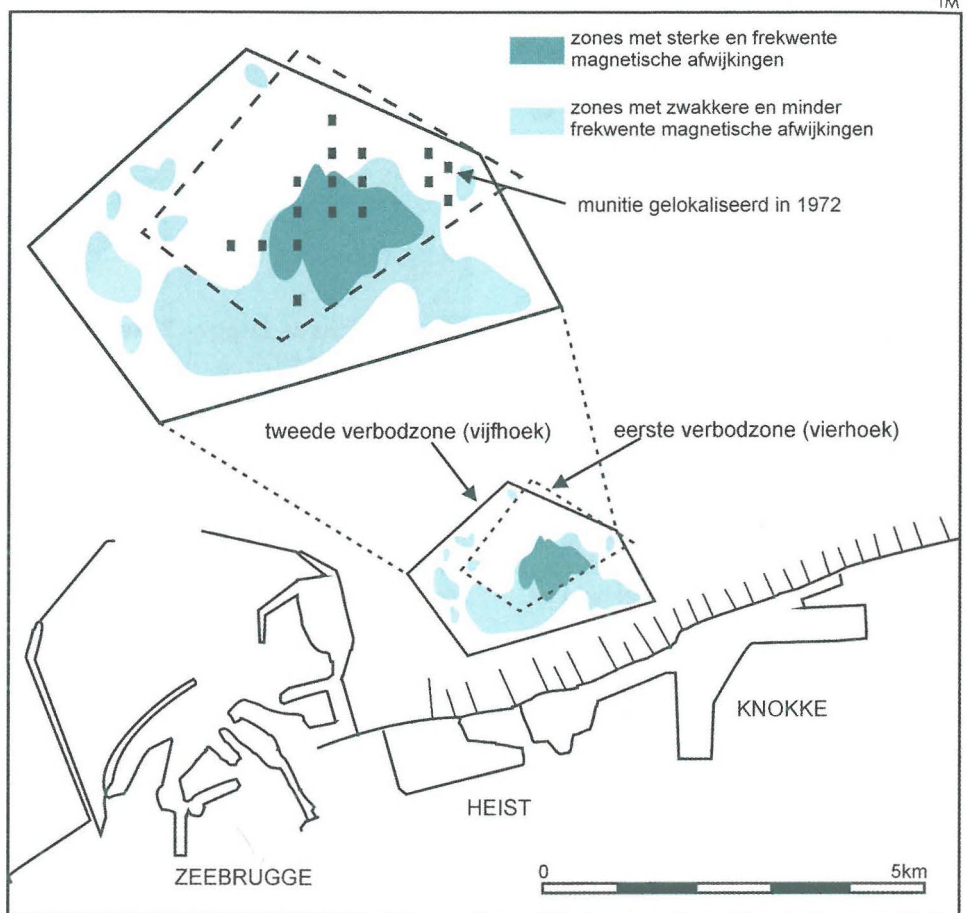 TM
zones met sterke en frekwente
magnetische afwijkingen
zones met zwakkere en minder
frekwente magnetische afwijkingen
munitie gelokaliseerd in 1972
tweede verbodzone (vijfhoek)
eerste verbodzone (vierhoek)
KNOKKE
HEIST
ZEEBRUGGE
0
5km